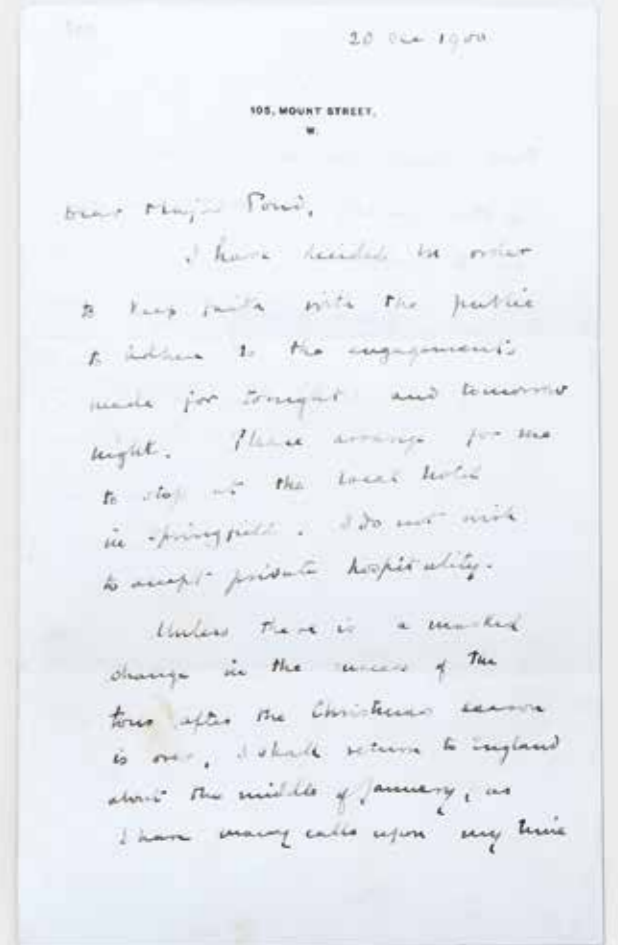 20 Dec 1900
105, MOUNT STREET,
W.
Dear Major Pond,
I have decided in order
to keep faith with the public
to adhere to the engagements
made for tonight and tomorrow
night. Please arrange for me
to stop at the local hotel
in Springfield. I do not wish
to accept private hospitality.
Unless there is a marked
change in the success of the
tour after the Christmas season
is over, I shall return to England
about the middle of January, as
I have many calls upon my time